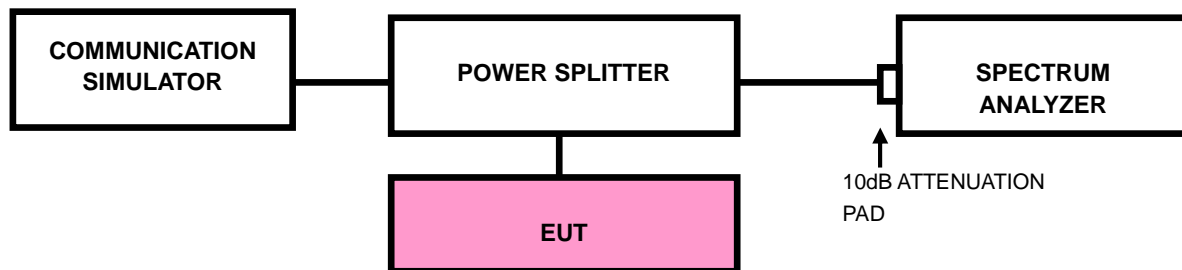 COMMUNICATION
SIMULATOR
POWER SPLITTER
SPECTRUM
ANALYZER
10dB ATTENUATION
PAD
EUT